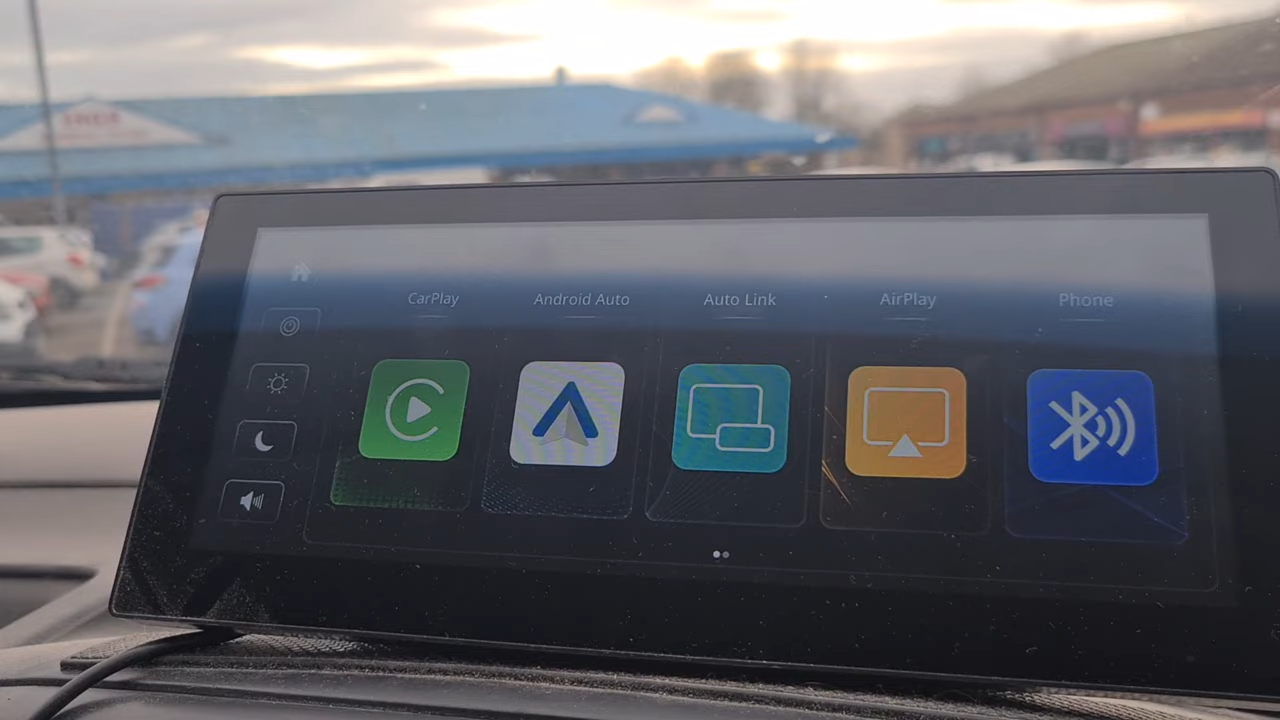 CarPlay
Android Auto
Auto Link
AirPlay
Phone